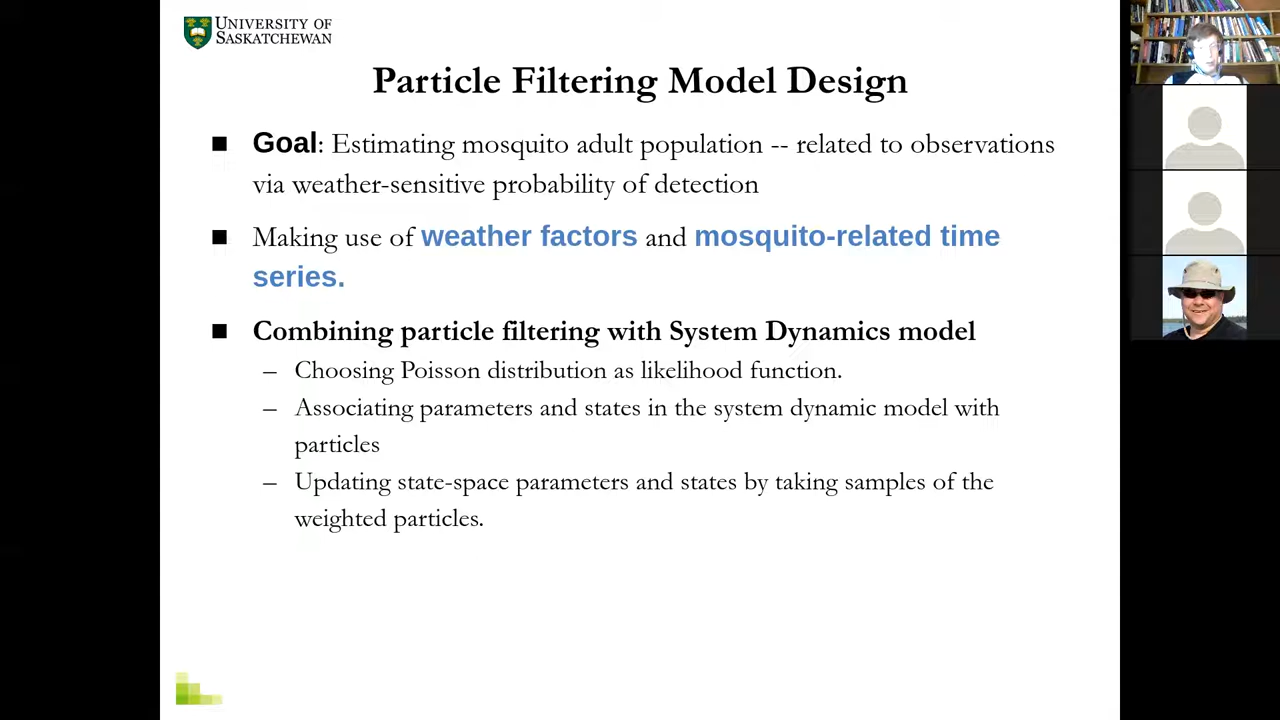 UNIVERSITY OF
SASKATCHEWAN
Particle Filtering Model Design
■ Goal: Estimating mosquito adult population -- related to observations
via weather-sensitive probability of detection
■ Making use of weather factors and mosquito-related time
series.
■ Combining particle filtering with System Dynamics model
– Choosing Poisson distribution as likelihood function.
– Associating parameters and states in the system dynamic model with
particles
– Updating state-space parameters and states by taking samples of the
weighted particles.